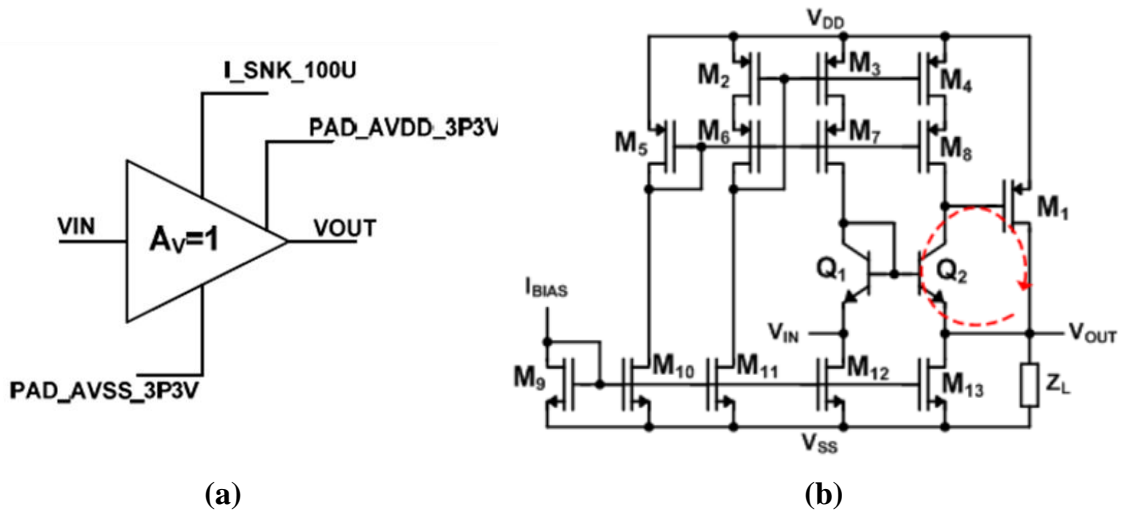 I_SNK_100U
PAD_AVDD_3P3V
VIN
AV=1
VOUT
PAD_AVSS_3P3V
(a)
VDD
M2
M3
M4
M5
M6
M7
M8
M1
Q1
Q2
IBIAS
VIN
VOUT
M9
M10
M11
M12
M13
ZL
VSS
(b)